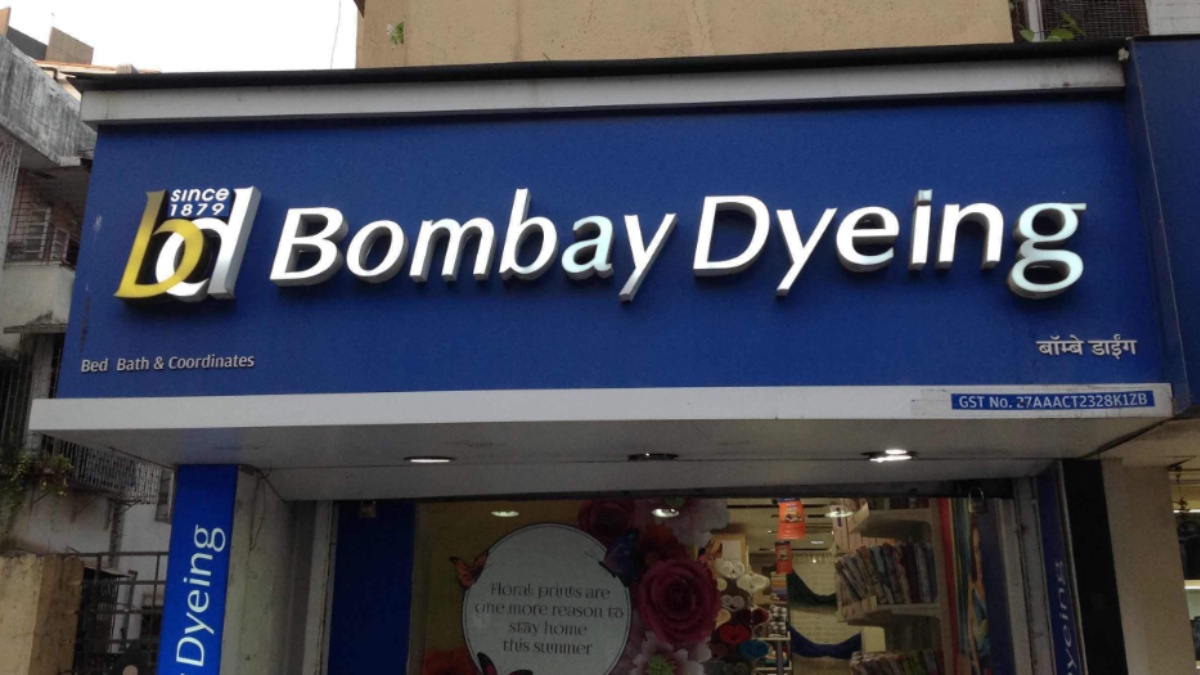 SINCE
1879
bd
Bombay Dyeing
Bed Bath & Coordinates
बॉम्बे डाईंग
GST No. 27AAACT2328K1ZB
Dyeing
Floral prints are
one more reason to
stay home
this summer
yeing